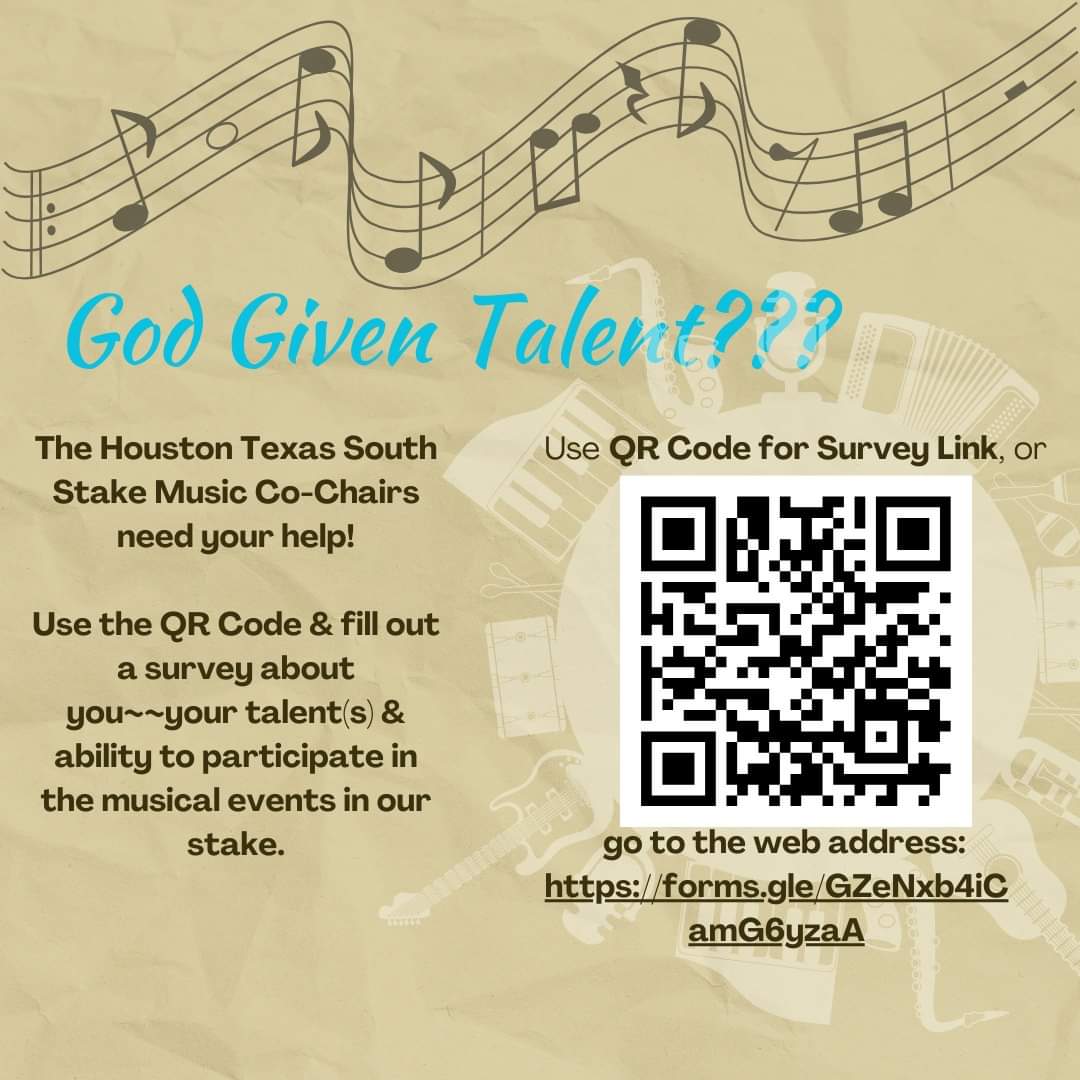 God Given Talent???
The Houston Texas South
Stake Music Co-Chairs
need your help!
Use the QR Code & fill out
a survey about
you~~your talent(s) &
ability to participate in
the musical events in our
stake.
Use QR Code for Survey Link, or
go to the web address:
https://forms.gle/GZeNxb4iC
amG6yzaA